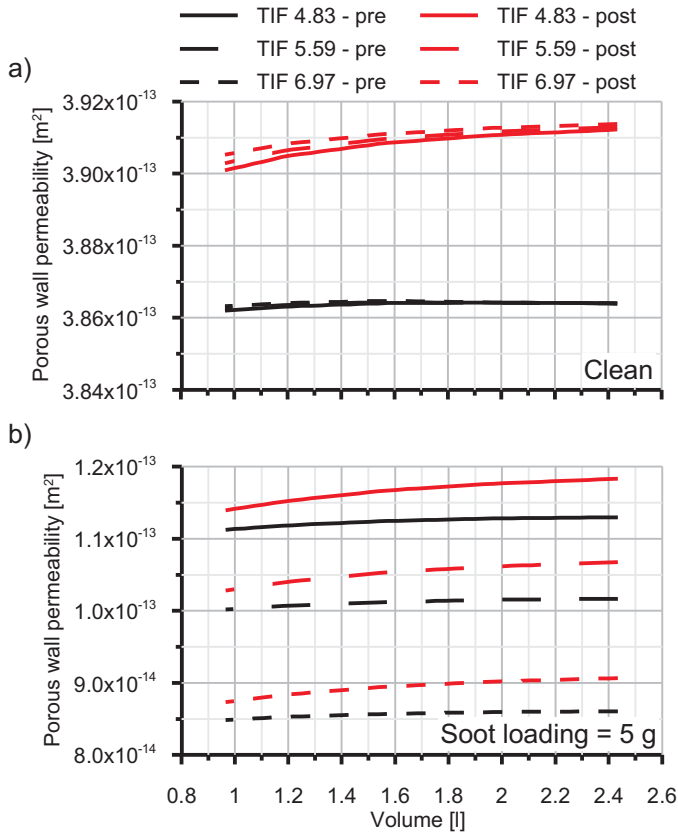 TIF 4.83 - pre TIF 4.83 - post
TIF 5.59 - pre TIF 5.59 - post
TIF 6.97 - pre TIF 6.97 - post
a)
Porous wall permeability [m²]
3.92x10⁻¹³
3.90x10⁻¹³
3.88x10⁻¹³
3.86x10⁻¹³
3.84x10⁻¹³
Clean
b)
Porous wall permeability [m²]
1.2x10⁻¹³
1.1x10⁻¹³
1.0x10⁻¹³
9.0x10⁻¹⁴
8.0x10⁻¹⁴
Soot loading = 5 g
0.8 1 1.2 1.4 1.6 1.8 2 2.2 2.4 2.6
Volume [l]